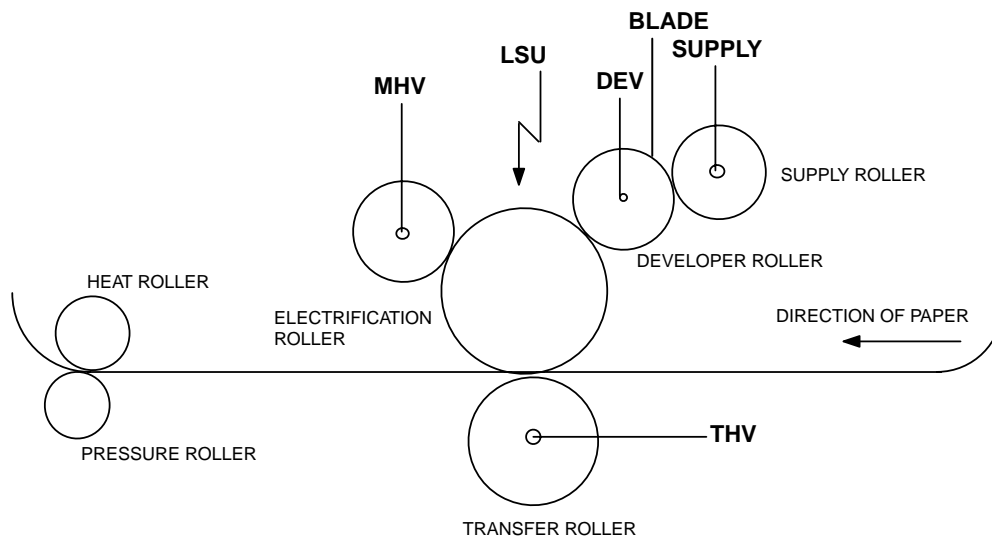 BLADE
LSU
SUPPLY
MHV
DEV
SUPPLY ROLLER
DEVELOPER ROLLER
HEAT ROLLER
ELECTRIFICATION
ROLLER
DIRECTION OF PAPER
THV
PRESSURE ROLLER
TRANSFER ROLLER